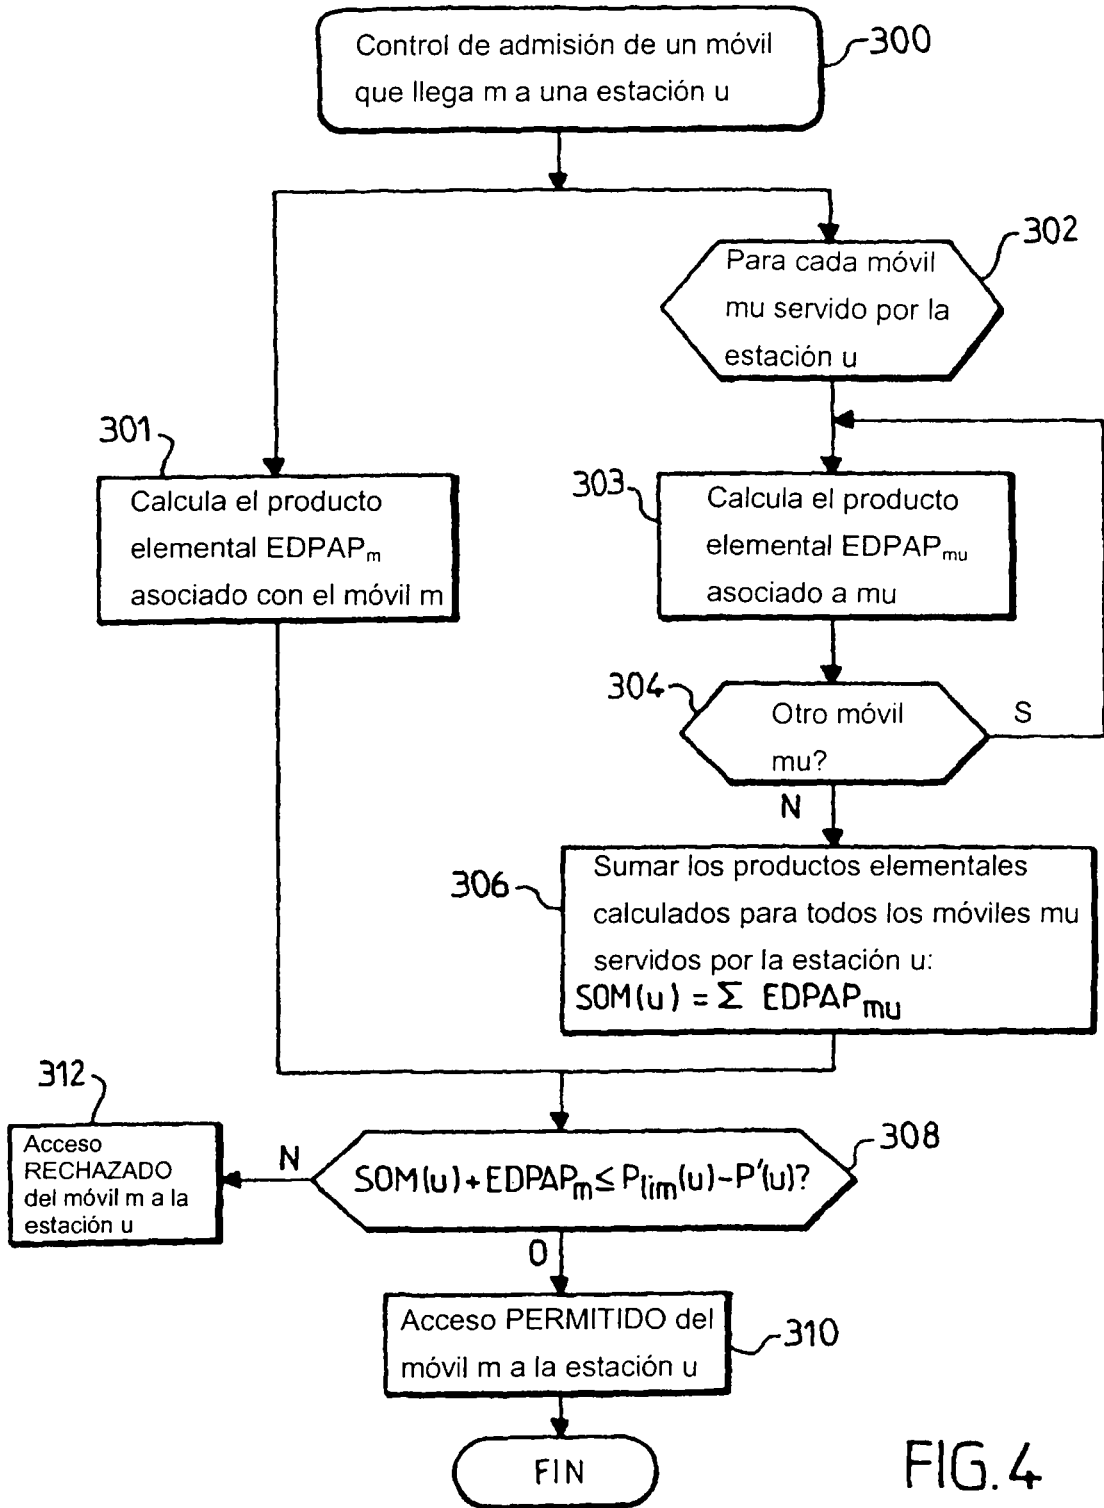 Control de admisión de un móvil
que llega m a una estación u
300
302
Para cada móvil
mu servido por la
estación u
301
Calcula el producto
elemental EDPAPm
asociado con el móvil m
303
Calcula el producto
elemental EDPAPmu
asociado a mu
304
Otro móvil
mu?
S
N
306
Sumar los productos elementales
calculados para todos los móviles mu
servidos por la estación u:
SOM(u) = Σ EDPAPmu
312
Acceso
RECHAZADO
del móvil m a la
estación u
N
308
SOM(u)+EDPAPm ≤ Plim(u)-P'(u)?
O
Acceso PERMITIDO del
móvil m a la estación u
310
FIN
FIG. 4